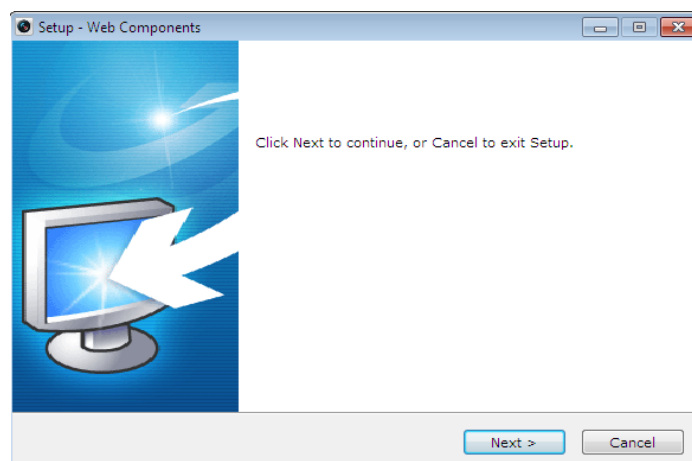 Setup - Web Components
Click Next to continue, or Cancel to exit Setup.
Next >
Cancel